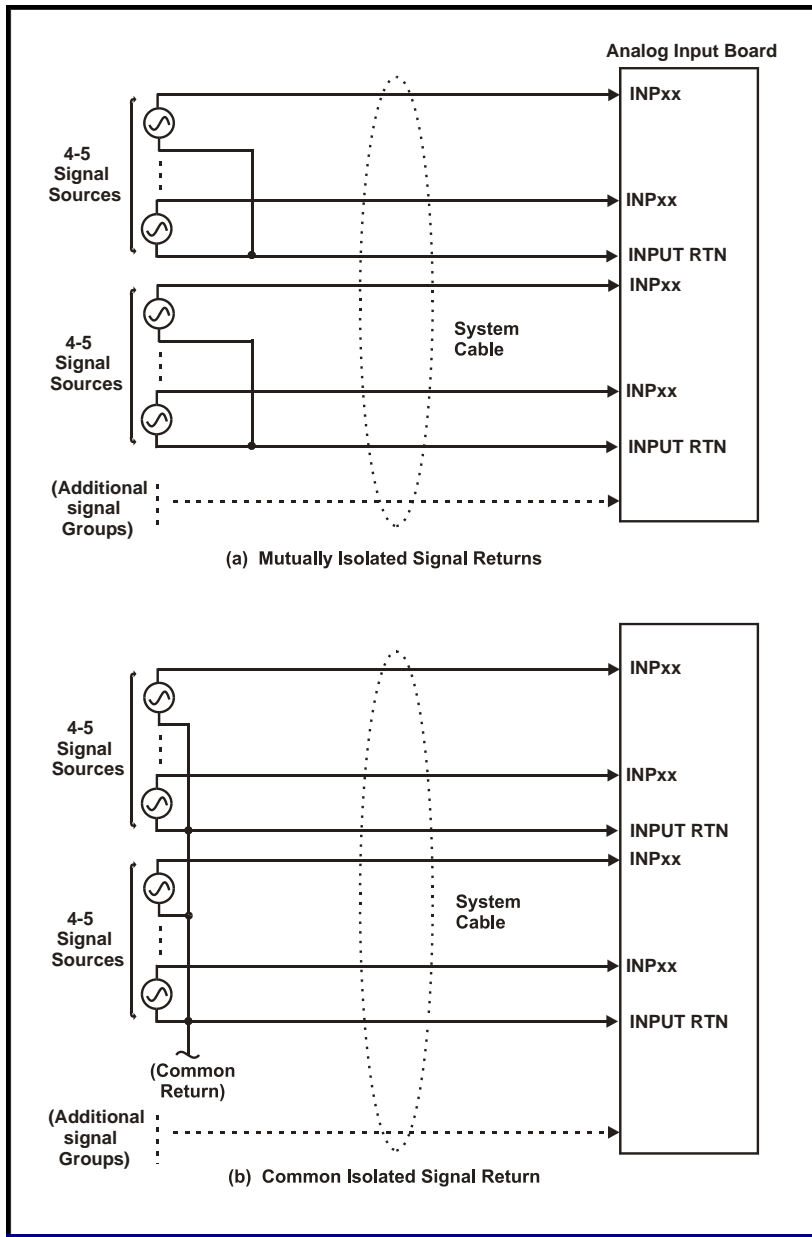 Analog Input Board
INPxx
4-5
Signal
Sources
INPxx
INPUT RTN
INPxx
4-5
Signal
Sources
System
Cable
INPxx
INPUT RTN
(Additional
signal
Groups)
(a) Mutually Isolated Signal Returns
INPxx
4-5
Signal
Sources
INPxx
INPUT RTN
INPxx
4-5
Signal
Sources
System
Cable
INPxx
INPUT RTN
(Common
Return)
(Additional
signal
Groups)
(b) Common Isolated Signal Return